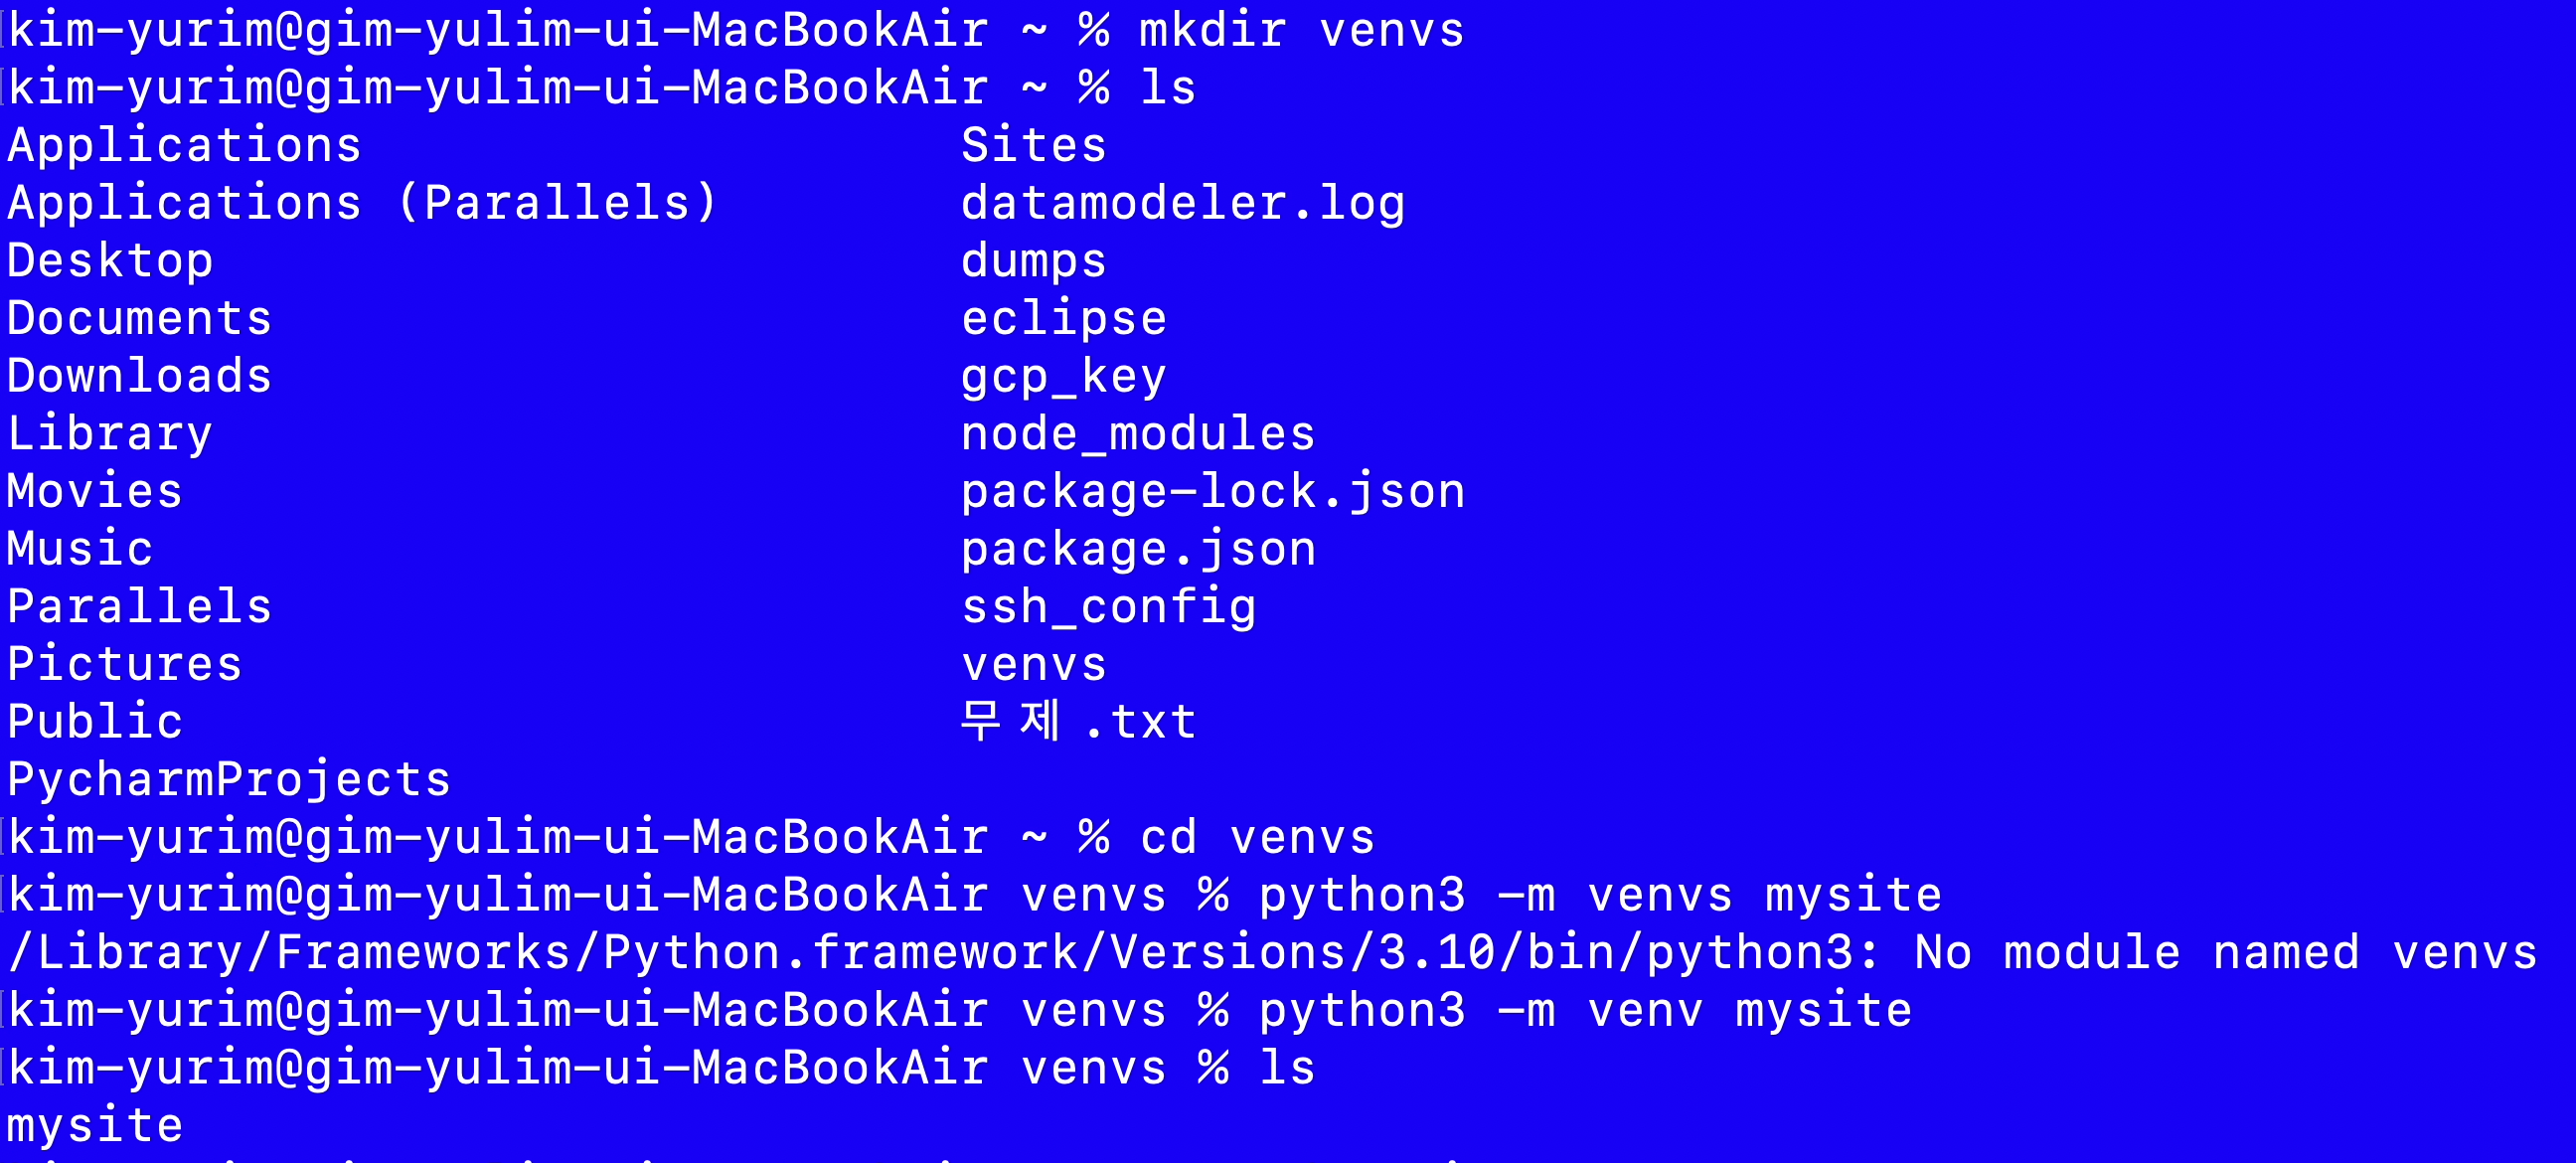 kim-yurim@gim-yulim-ui-MacBookAir ~ % mkdir venvs
kim-yurim@gim-yulim-ui-MacBookAir ~ % ls
Applications Sites
Applications (Parallels) datamodeler.log
Desktop dumps
Documents eclipse
Downloads gcp_key
Library node_modules
Movies package-lock.json
Music package.json
Parallels ssh_config
Pictures venvs
Public 무제.txt
PycharmProjects
kim-yurim@gim-yulim-ui-MacBookAir ~ % cd venvs
kim-yurim@gim-yulim-ui-MacBookAir venvs % python3 -m venvs mysite
/Library/Frameworks/Python.framework/Versions/3.10/bin/python3: No module named venvs
kim-yurim@gim-yulim-ui-MacBookAir venvs % python3 -m venv mysite
kim-yurim@gim-yulim-ui-MacBookAir venvs % ls
mysite